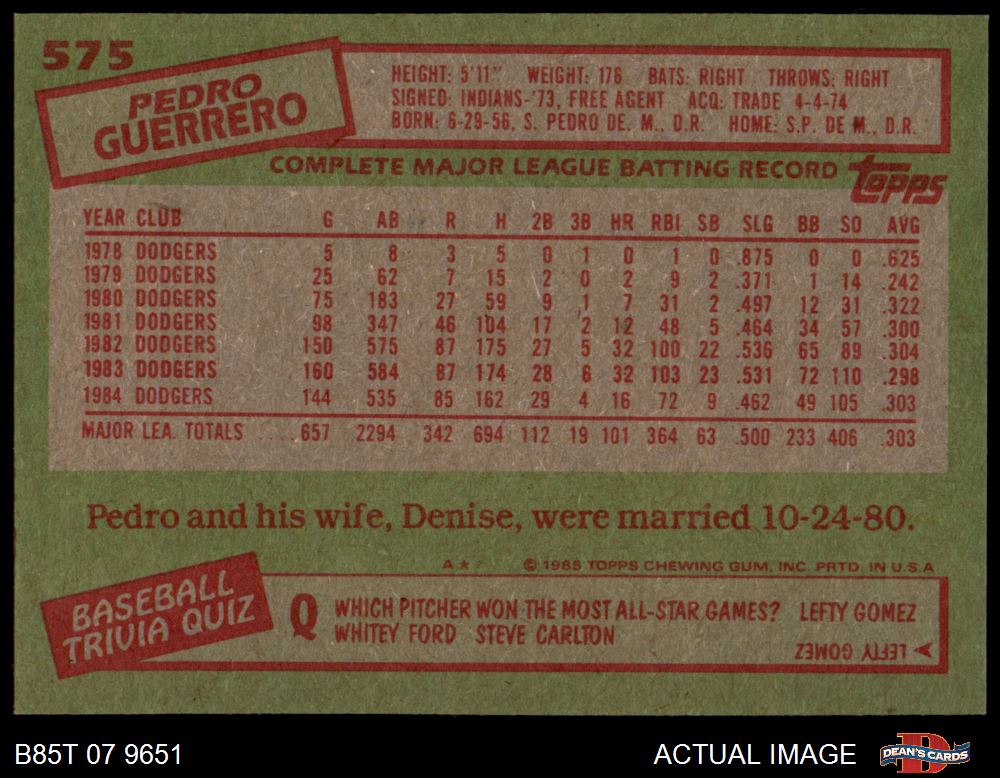 575
PEDRO
GUERRERO
HEIGHT: 5'11" WEIGHT: 176 BATS: RIGHT THROWS: RIGHT
SIGNED: INDIANS-'73, FREE AGENT ACQ: TRADE 4-4-74
BORN: 6-29-56, S. PEDRO DE. M., D.R. HOME: S.P. DE M., D.R.
COMPLETE MAJOR LEAGUE BATTING RECORD
topps
YEAR CLUB G AB R H 2B 3B HR RBI SB SLG BB SO AVG
1978 DODGERS 5 8 3 5 0 1 0 1 0 .875 0 0 .625
1979 DODGERS 25 62 7 15 2 0 2 9 2 .371 1 14 .242
1980 DODGERS 75 183 27 59 9 1 7 31 2 .497 12 31 .322
1981 DODGERS 98 347 46 104 17 2 12 48 5 .464 34 57 .300
1982 DODGERS 150 575 87 175 27 5 32 100 22 .536 65 89 .304
1983 DODGERS 160 584 87 174 28 6 32 103 23 .531 72 110 .298
1984 DODGERS 144 535 85 162 29 4 16 72 9 .462 49 105 .303
MAJOR LEA. TOTALS ....657 2294 342 694 112 19 101 364 63 .500 233 406 .303
Pedro and his wife, Denise, were married 10-24-80.
A ★ © 1985 TOPPS CHEWING GUM, INC. PRTD. IN U.S.A
BASEBALL
TRIVIA QUIZ
Q WHICH PITCHER WON THE MOST ALL-STAR GAMES? LEFTY GOMEZ
WHITEY FORD STEVE CARLTON
LEFTY GOMEZ
B85T 07 9651
ACTUAL IMAGE
DEAN'S CARDS